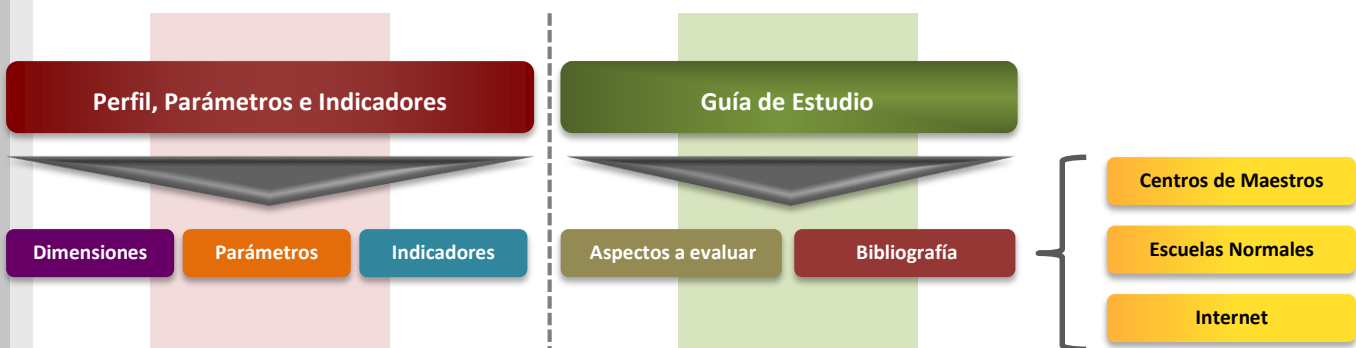 Perfil, Parámetros e Indicadores
Guía de Estudio
Dimensiones
Parámetros
Indicadores
Aspectos a evaluar
Bibliografía
Centros de Maestros
Escuelas Normales
Internet